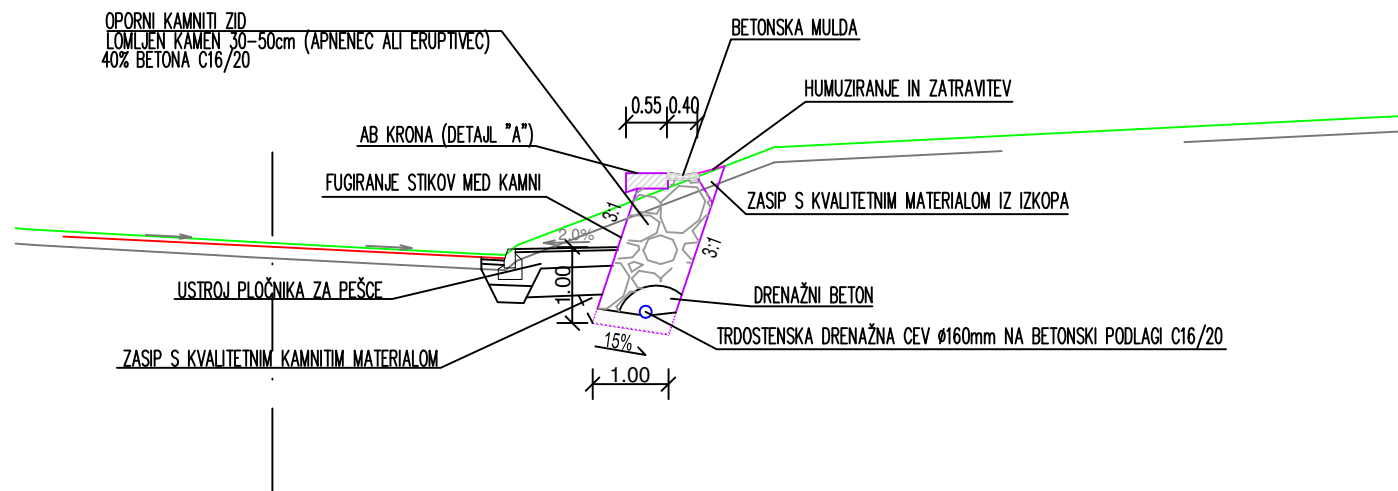 OPORNI KAMNITI ZID
LOMLJEN KAMEN 30-50cm (APNENEC ALI ERUPTIVEC)
40% BETONA C16/20
BETONSKA MULDA
HUMUZIRANJE IN ZATRAVITEV
0.55 0.40
AB KRONA (DETAJL "A")
FUGIRANJE STIKOV MED KAMNI
ZASIP S KVALITETNIM MATERIALOM IZ IZKOPA
3:1
3:1
2.0%
1.00
USTROJ PLOČNIKA ZA PEŠCE
DRENAŽNI BETON
TRDOSTENSKA DRENAŽNA CEV ø160mm NA BETONSKI PODLAGI C16/20
15%
ZASIP S KVALITETNIM KAMNITIM MATERIALOM
1.00